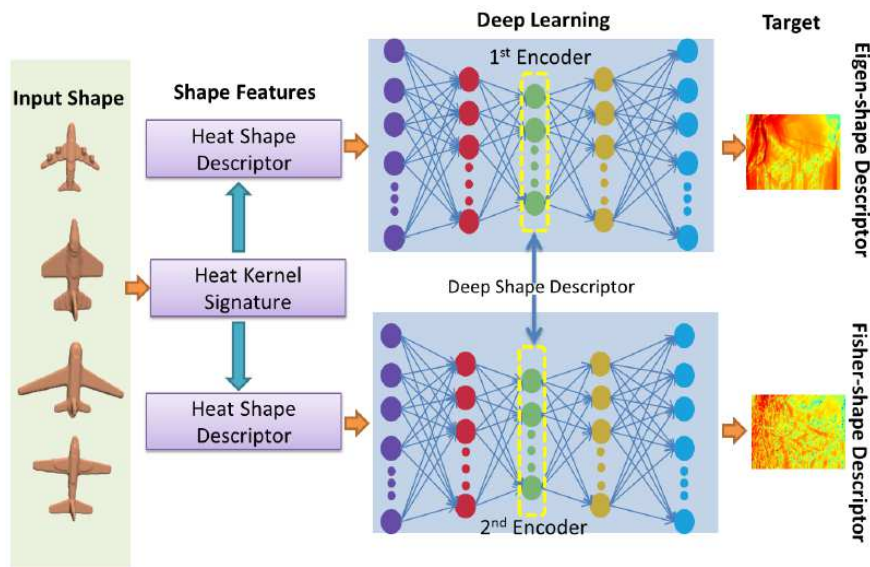 Deep Learning
Target
Input Shape
Shape Features
1st Encoder
Heat Shape
Descriptor
Eigen-shape Descriptor
Heat Kernel
Signature
Deep Shape Descriptor
Heat Shape
Descriptor
Fisher-shape
Descriptor
2nd Encoder